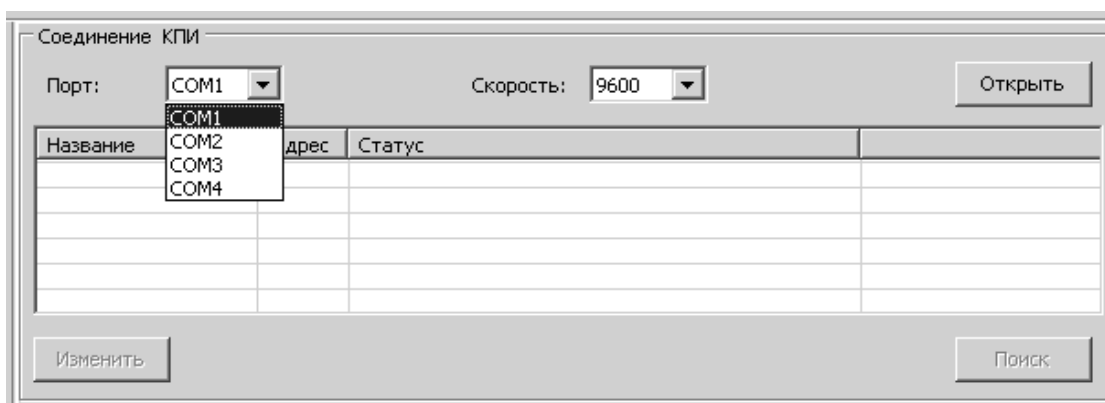 Соединение КПИ
Порт: COM1 Скорость: 9600 Открыть
COM1
COM2
COM3
COM4
Название дрес Статус
Изменить Поиск